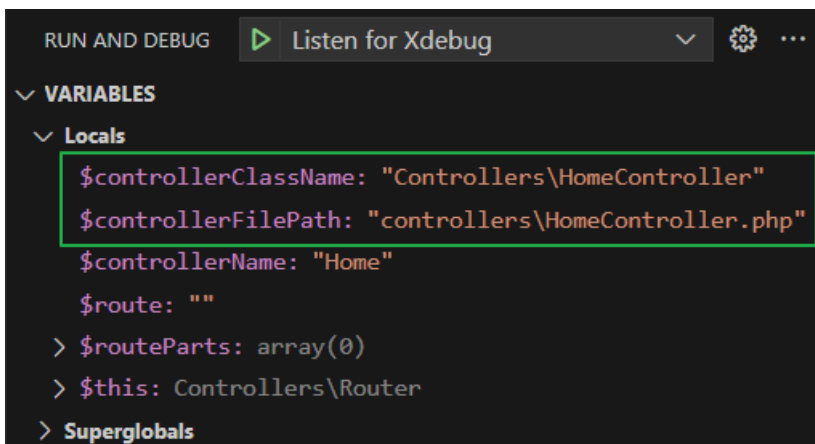 RUN AND DEBUG Listen for Xdebug
VARIABLES
Locals
$controllerClassName: "Controllers\HomeController"
$controllerFilePath: "controllers\HomeController.php"
$controllerName: "Home"
$route: ""
$routeParts: array(0)
$this: Controllers\Router
Superglobals